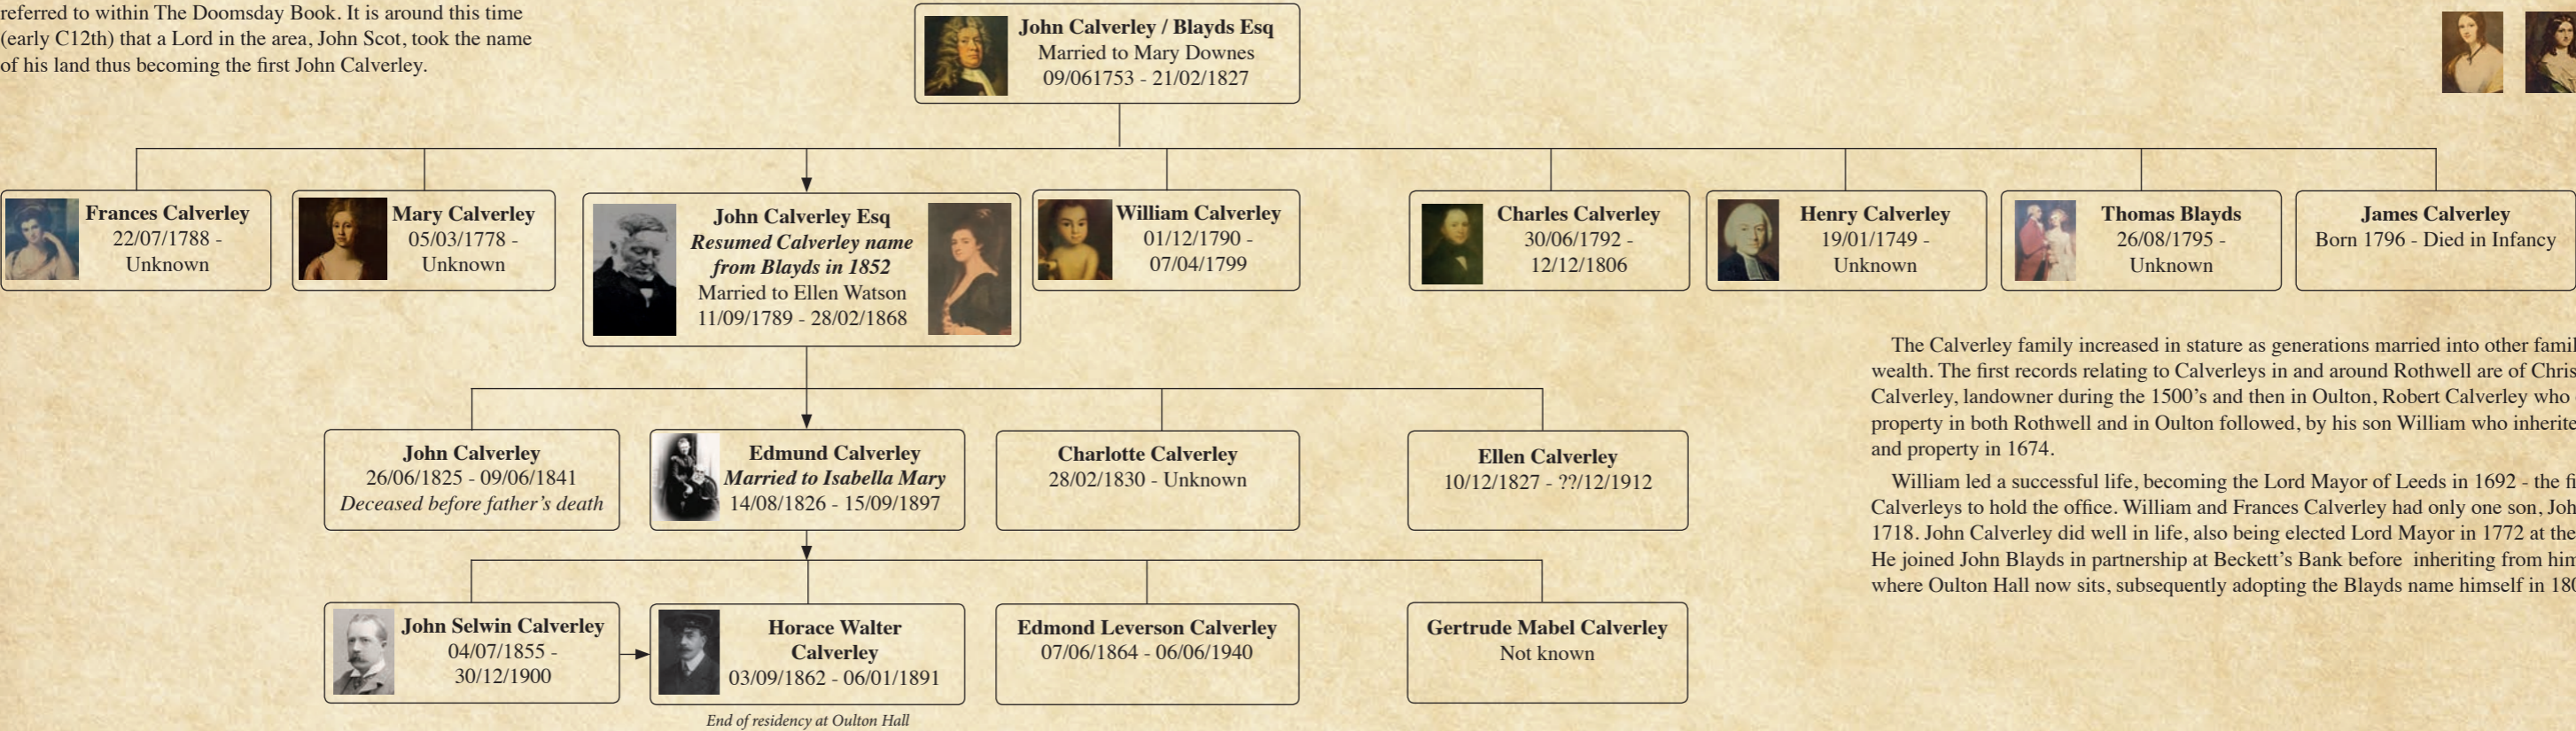 referred to within The Doomsday Book. It is around this time
(early C12th) that a Lord in the area, John Scot, took the name
of his land thus becoming the first John Calverley.
John Calverley / Blayds Esq
Married to Mary Downes
09/061753 - 21/02/1827
Frances Calverley
22/07/1788 -
Unknown
Mary Calverley
05/03/1778 -
Unknown
John Calverley Esq
Resumed Calverley name
from Blayds in 1852
Married to Ellen Watson
11/09/1789 - 28/02/1868
William Calverley
01/12/1790 -
07/04/1799
Charles Calverley
30/06/1792 -
12/12/1806
Henry Calverley
19/01/1749 -
Unknown
Thomas Blayds
26/08/1795 -
Unknown
James Calverley
Born 1796 - Died in Infancy
The Calverley family increased in stature as generations married into other famil
wealth. The first records relating to Calverleys in and around Rothwell are of Chris
Calverley, landowner during the 1500's and then in Oulton, Robert Calverley who
property in both Rothwell and in Oulton followed, by his son William who inherite
and property in 1674.
William led a successful life, becoming the Lord Mayor of Leeds in 1692 - the fi
Calverleys to hold the office. William and Frances Calverley had only one son, Joh
1718. John Calverley did well in life, also being elected Lord Mayor in 1772 at the
He joined John Blayds in partnership at Beckett's Bank before inheriting from him
where Oulton Hall now sits, subsequently adopting the Blayds name himself in 180
John Calverley
26/06/1825 - 09/06/1841
Deceased before father's death
Edmund Calverley
Married to Isabella Mary
14/08/1826 - 15/09/1897
Charlotte Calverley
28/02/1830 - Unknown
Ellen Calverley
10/12/1827 - ??/12/1912
John Selwin Calverley
04/07/1855 -
30/12/1900
Horace Walter
Calverley
03/09/1862 - 06/01/1891
Edmond Leverson Calverley
07/06/1864 - 06/06/1940
Gertrude Mabel Calverley
Not known
End of residency at Oulton Hall